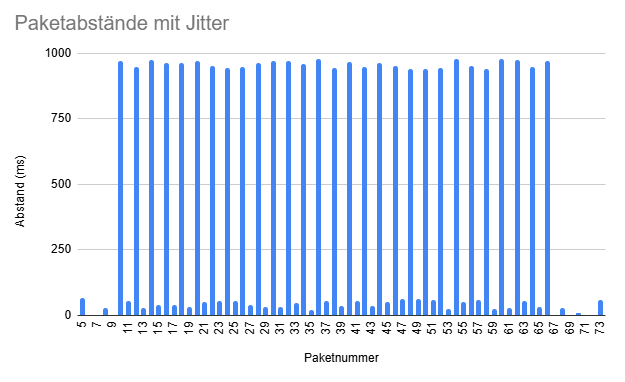 Paketabstände mit Jitter
1000
750
500
250
0
Abstand (ms)
5 7 9 11 13 15 17 19 21 23 25 27 29 31 33 35 37 39 41 43 45 47 49 51 53 55 57 59 61 63 65 67 69 71 73
Paketnummer